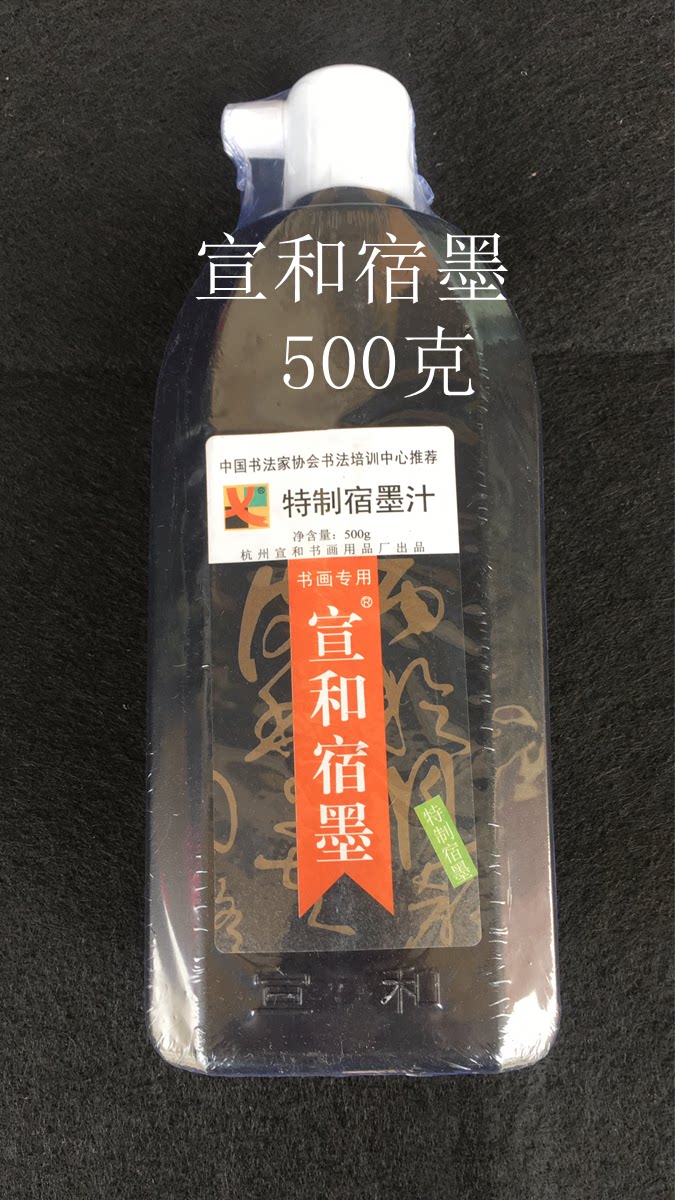 宣和宿墨
500克
中国书法家协会书法培训中心推荐
®
特制宿墨汁
净含量：500g
杭州宣和书画用品厂出品
书画专用
®
宣和宿墨
特制宿墨
宣和